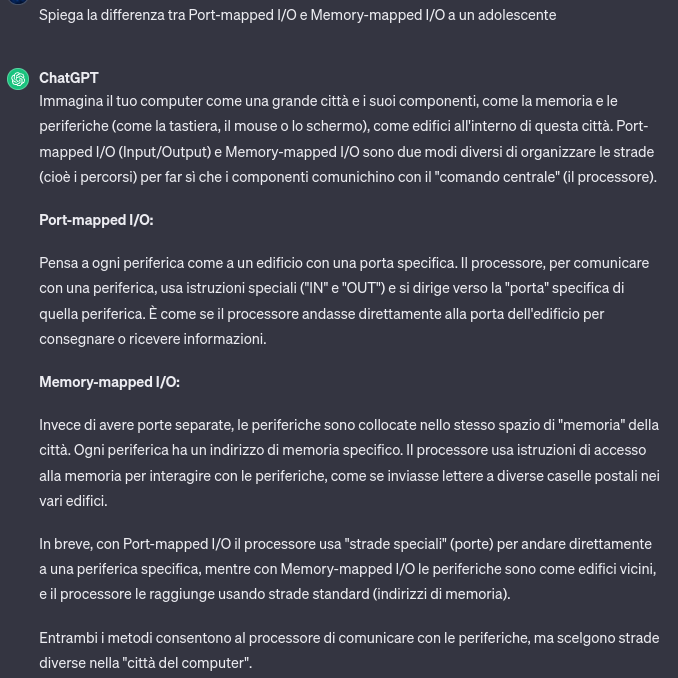 Spiega la differenza tra Port-mapped I/O e Memory-mapped I/O a un adolescente
ChatGPT
Immagina il tuo computer come una grande città e i suoi componenti, come la memoria e le
periferiche (come la tastiera, il mouse o lo schermo), come edifici all'interno di questa città. Port-
mapped I/O (Input/Output) e Memory-mapped I/O sono due modi diversi di organizzare le strade
(cioè i percorsi) per far sì che i componenti comunichino con il "comando centrale" (il processore).
Port-mapped I/O:
Pensa a ogni periferica come a un edificio con una porta specifica. Il processore, per comunicare
con una periferica, usa istruzioni speciali ("IN" e "OUT") e si dirige verso la "porta" specifica di
quella periferica. È come se il processore andasse direttamente alla porta dell'edificio per
consegnare o ricevere informazioni.
Memory-mapped I/O:
Invece di avere porte separate, le periferiche sono collocate nello stesso spazio di "memoria" della
città. Ogni periferica ha un indirizzo di memoria specifico. Il processore usa istruzioni di accesso
alla memoria per interagire con le periferiche, come se inviasse lettere a diverse caselle postali nei
vari edifici.
In breve, con Port-mapped I/O il processore usa "strade speciali" (porte) per andare direttamente
a una periferica specifica, mentre con Memory-mapped I/O le periferiche sono come edifici vicini,
e il processore le raggiunge usando strade standard (indirizzi di memoria).
Entrambi i metodi consentono al processore di comunicare con le periferiche, ma scelgono strade
diverse nella "città del computer".